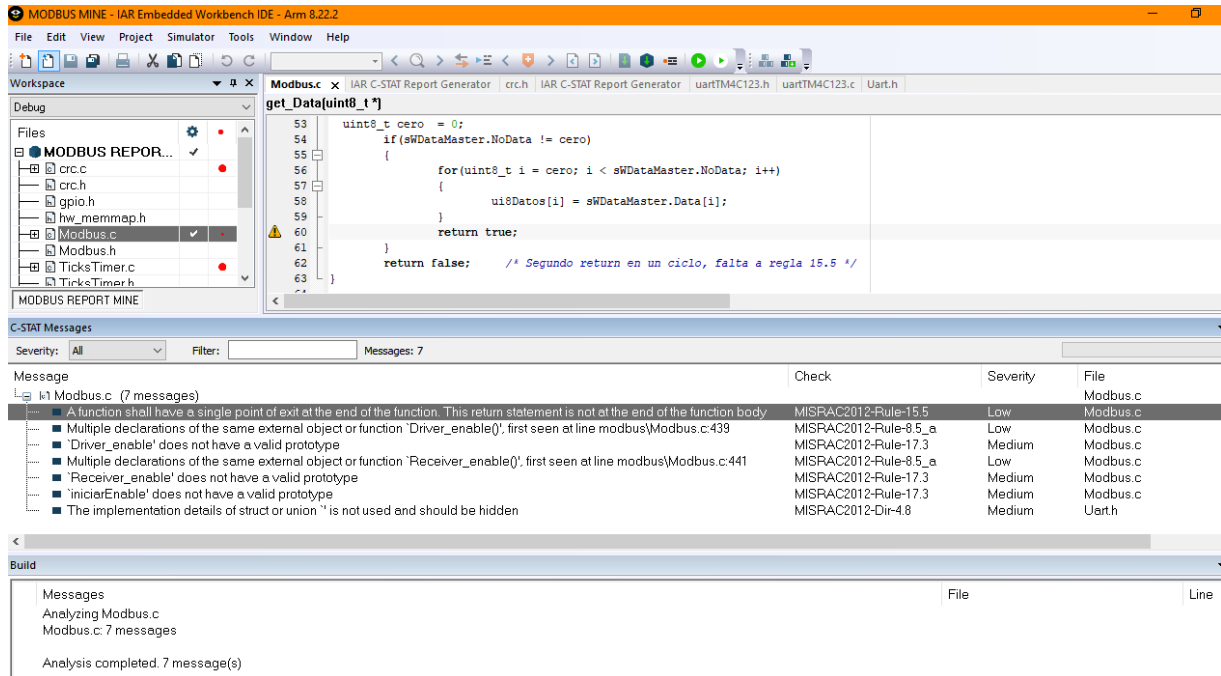 MODBUS MINE - IAR Embedded Workbench IDE - Arm 8.22.2
File Edit View Project Simulator Tools Window Help
Workspace
Debug
Files
MODBUS REPOR...
crc.c
crc.h
gpio.h
hw_memmap.h
Modbus.c
Modbus.h
TicksTimer.c
TicksTimer.h
MODBUS REPORT MINE
Modbus.c x IAR C-STAT Report Generator crc.h IAR C-STAT Report Generator uartTM4C123.h uartTM4C123.c Uart.h
get_Data(uint8_t *)
53 uint8_t cero = 0;
54 if(sWDataMaster.NoData != cero)
55 {
56 for(uint8_t i = cero; i < sWDataMaster.NoData; i++)
57 {
58 ui8Datos[i] = sWDataMaster.Data[i];
59 }
60 return true;
61 }
62 return false; /* Segundo return en un ciclo, falta a regla 15.5 */
63 }
C-STAT Messages
Severity: All Filter: Messages: 7
Message Check Severity File
Modbus.c (7 messages) Modbus.c
A function shall have a single point of exit at the end of the function. This return statement is not at the end of the function body MISRAC2012-Rule-15.5 Low Modbus.c
Multiple declarations of the same external object or function `Driver_enable()', first seen at line modbus\Modbus.c:439 MISRAC2012-Rule-8.5_a Low Modbus.c
`Driver_enable' does not have a valid prototype MISRAC2012-Rule-17.3 Medium Modbus.c
Multiple declarations of the same external object or function `Receiver_enable()', first seen at line modbus\Modbus.c:441 MISRAC2012-Rule-8.5_a Low Modbus.c
`Receiver_enable' does not have a valid prototype MISRAC2012-Rule-17.3 Medium Modbus.c
`iniciarEnable' does not have a valid prototype MISRAC2012-Rule-17.3 Medium Modbus.c
The implementation details of struct or union `' is not used and should be hidden MISRAC2012-Dir-4.8 Medium Uart.h
Build
Messages File Line
Analyzing Modbus.c
Modbus.c: 7 messages
Analysis completed. 7 message(s)